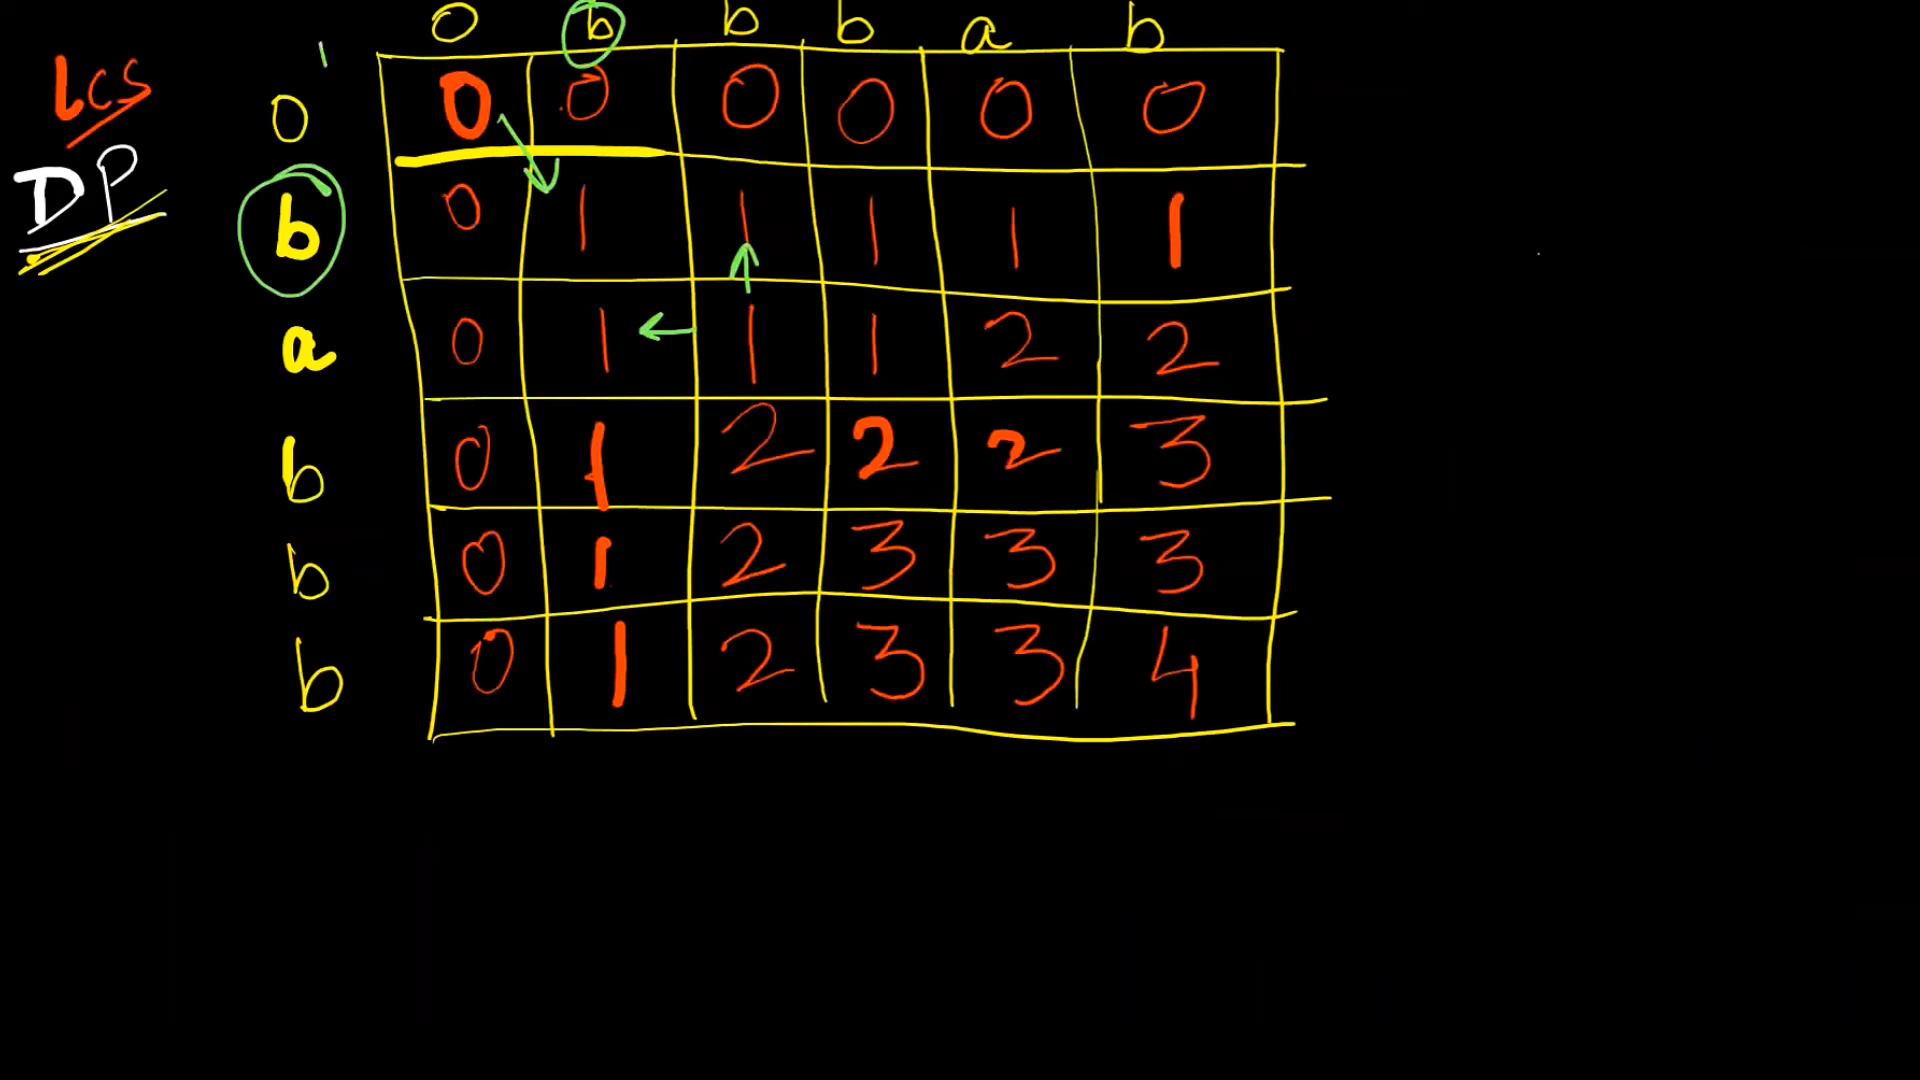 0 b b b a b
LCS
DP
0 0 0 0 0 0 0
b 0 1 1 1 1 1
a 0 1 1 1 2 2
b 0 1 2 2 2 3
b 0 1 2 3 3 3
b 0 1 2 3 3 4